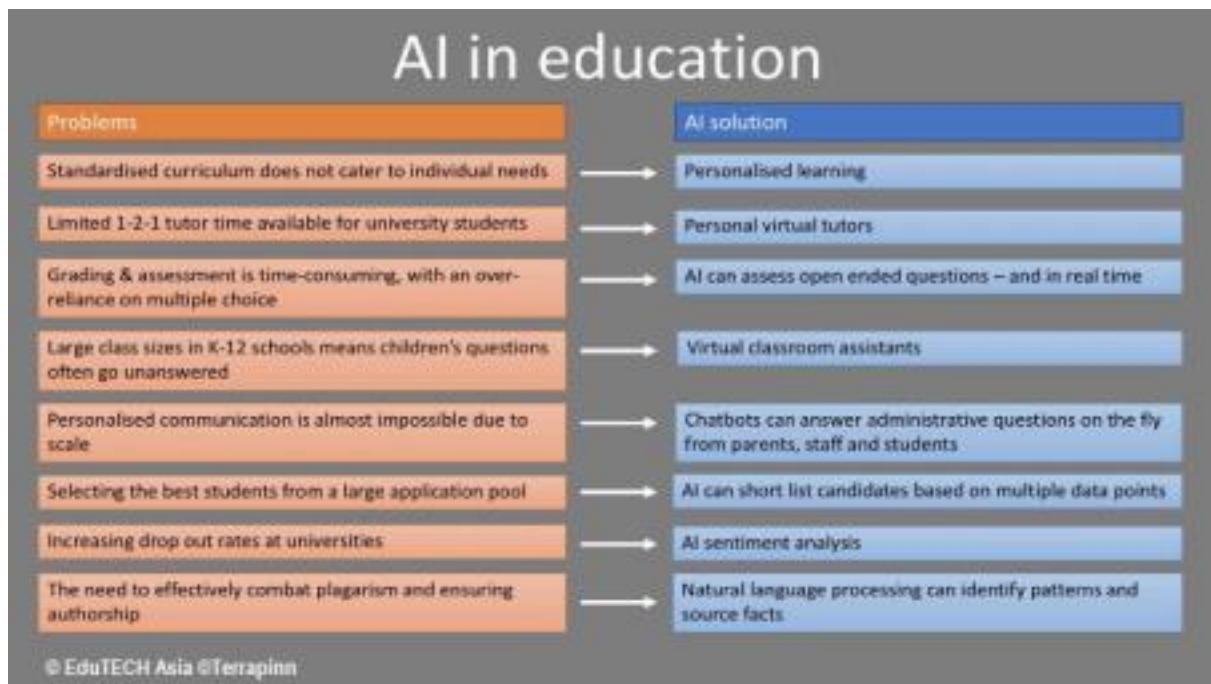 AI in education
Problems
AI solution
Standardised curriculum does not cater to individual needs
Personalised learning
Limited 1-2-1 tutor time available for university students
Personal virtual tutors
Grading & assessment is time-consuming, with an over-
reliance on multiple choice
AI can assess open ended questions – and in real time
Large class sizes in K-12 schools means children's questions
often go unanswered
Virtual classroom assistants
Personalised communication is almost impossible due to
scale
Chatbots can answer administrative questions on the fly
from parents, staff and students
Selecting the best students from a large application pool
AI can short list candidates based on multiple data points
Increasing drop out rates at universities
AI sentiment analysis
The need to effectively combat plagarism and ensuring
authorship
Natural language processing can identify patterns and
source facts
© EduTECH Asia ©Terrapinn